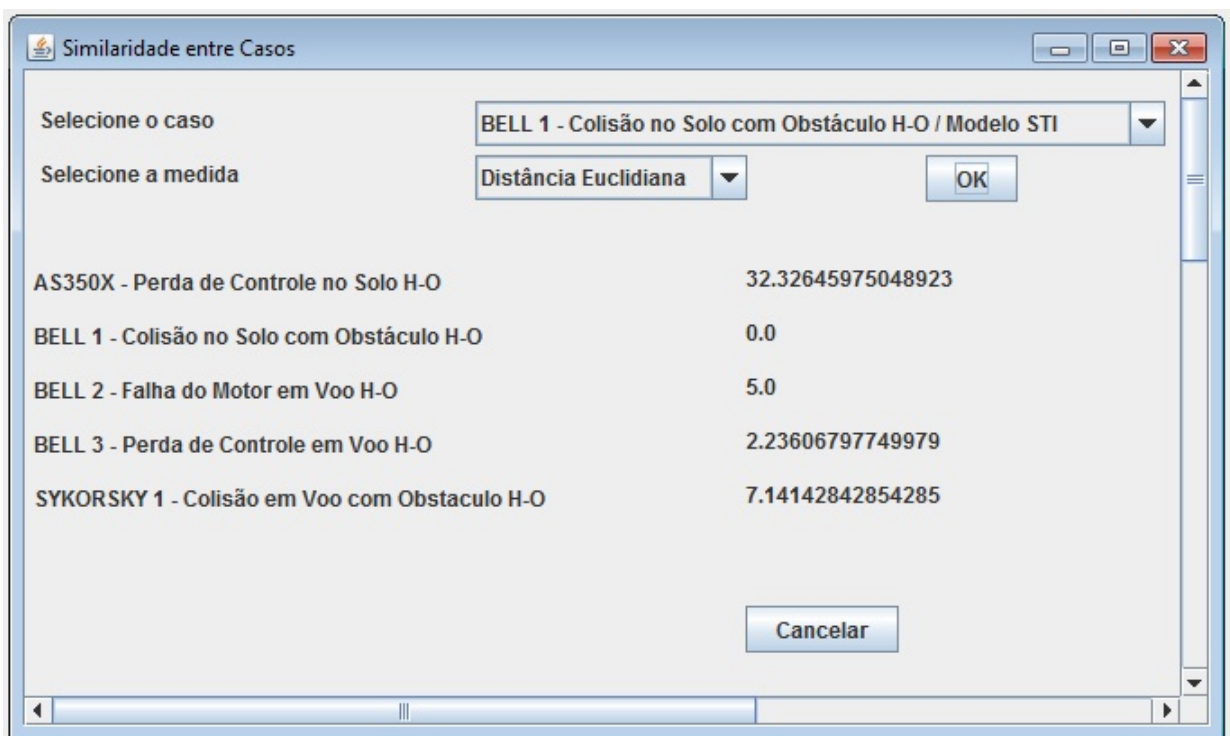 Similaridade entre Casos
Selecione o caso BELL 1 - Colisão no Solo com Obstáculo H-O / Modelo STI
Selecione a medida Distância Euclidiana OK
AS350X - Perda de Controle no Solo H-O 32.32645975048923
BELL 1 - Colisão no Solo com Obstáculo H-O 0.0
BELL 2 - Falha do Motor em Voo H-O 5.0
BELL 3 - Perda de Controle em Voo H-O 2.23606797749979
SYKORSKY 1 - Colisão em Voo com Obstaculo H-O 7.14142842854285
Cancelar